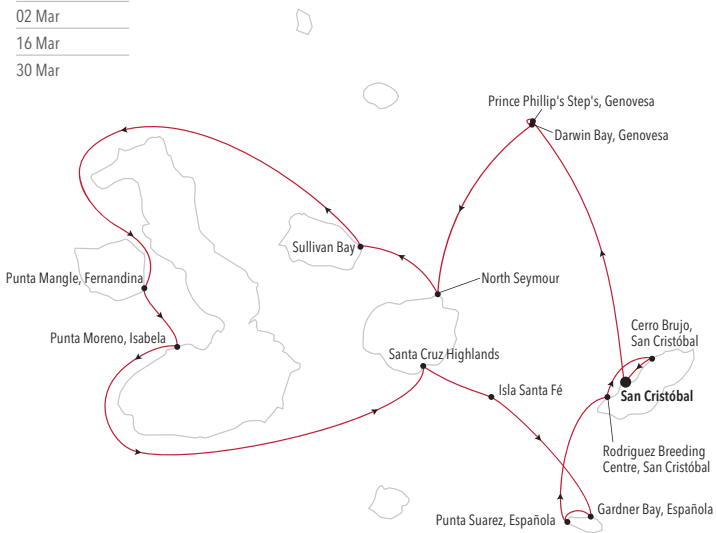 02 Mar
16 Mar
30 Mar
Prince Phillip's Step's, Genovesa
Darwin Bay, Genovesa
Sullivan Bay
North Seymour
Punta Mangle, Fernandina
Punta Moreno, Isabela
Santa Cruz Highlands
Isla Santa Fé
Cerro Brujo,
San Cristóbal
San Cristóbal
Rodriguez Breeding
Centre, San Cristóbal
Gardner Bay, Española
Punta Suarez, Española